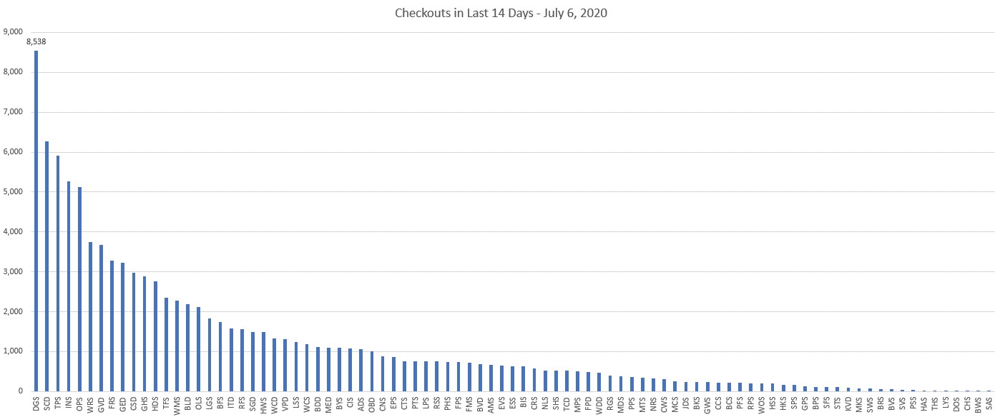 Checkouts in Last 14 Days - July 6, 2020
9,000
8,538
8,000
7,000
6,000
5,000
4,000
3,000
2,000
1,000
0
DGS
SCD
TPS
INS
OPS
WRS
GVD
FRS
GED
CSD
GHS
HDS
TFS
WMS
BLD
OLS
LGS
BFS
ITD
RFS
SGD
HWS
WCD
VPD
LSS
WCS
BDD
MED
BYS
CIS
ADS
OBD
CNS
EPS
CTS
PTS
LPS
RSS
PHS
FPS
FMS
BVD
AMS
EVS
ESS
BIS
CRS
NLS
SHS
TCD
MPS
FPD
WDD
RGS
MDS
PPS
MTS
NRS
CWS
MCS
JDS
BKS
GWS
CCS
BCS
PFS
RPS
WOS
HSS
HKS
SPS
GPS
BPS
SFS
STS
KVD
MKS
SWS
BRS
BVS
SVS
PSS
HAS
THS
LYS
DOS
CHS
BWS
SAS